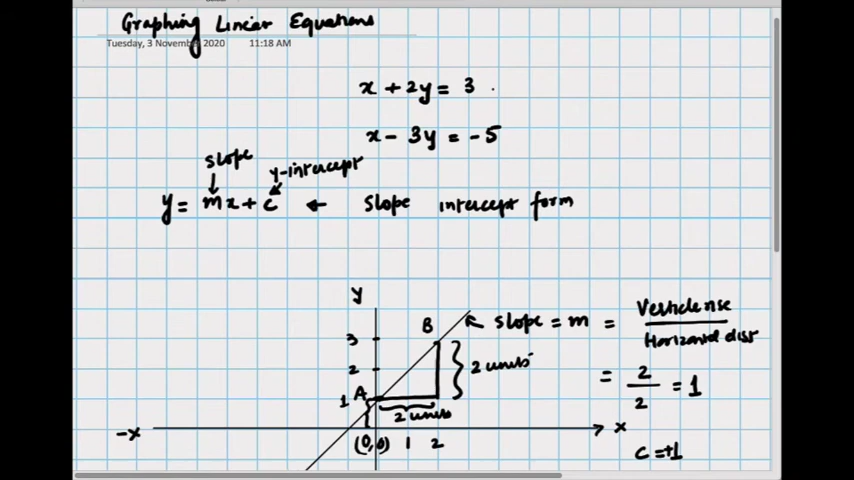 Graphing Linear Equations
Tuesday, 3 November 2020 11:18 AM
x + 2y = 3
x - 3y = -5
slope
y-intercept
y = mx + c ← slope intercept form
y
B
slope = m = Vertical rise / Horizontal dist
3
2
2 units
= 2/2 = 1
A
1
2 units
-x
x
(0,0) 1 2
c = +1